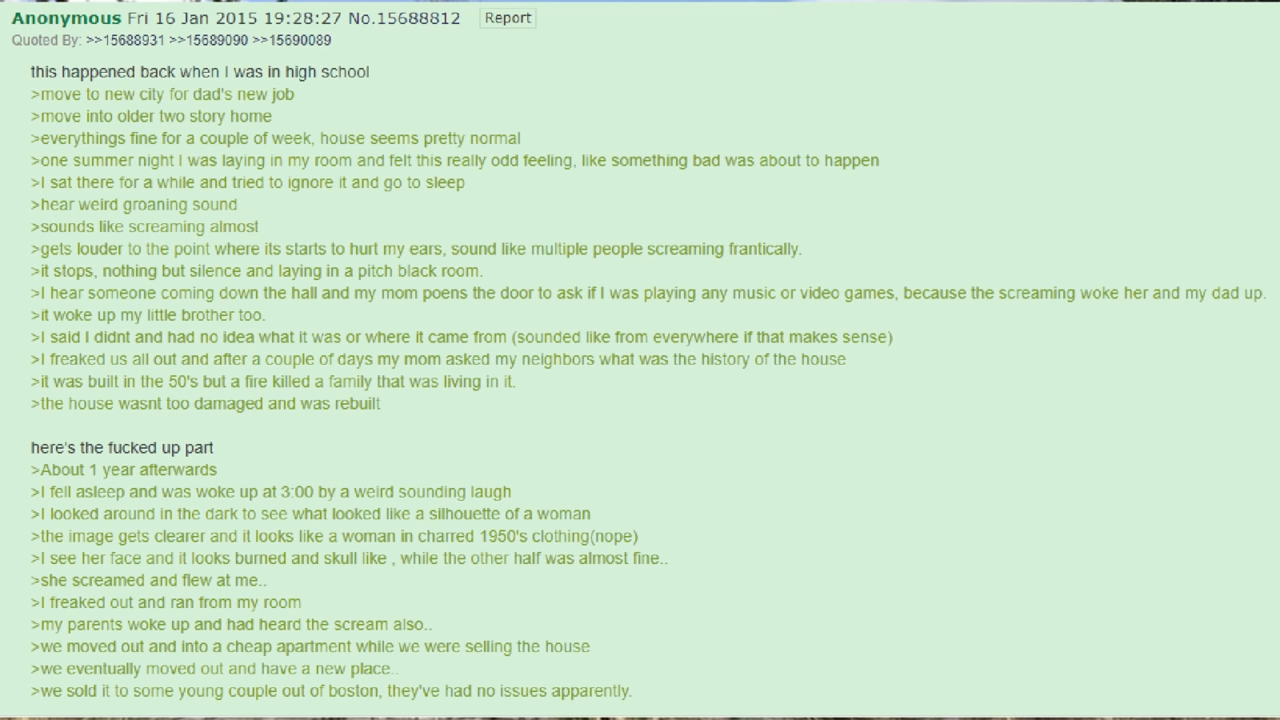 Anonymous Fri 16 Jan 2015 19:28:27 No.15688812 Report
Quoted By: >>15688931 >>15689090 >>15690089
this happened back when I was in high school
>move to new city for dad's new job
>move into older two story home
>everythings fine for a couple of week, house seems pretty normal
>one summer night I was laying in my room and felt this really odd feeling, like something bad was about to happen
>I sat there for a while and tried to ignore it and go to sleep
>hear weird groaning sound
>sounds like screaming almost
>gets louder to the point where its starts to hurt my ears, sound like multiple people screaming frantically.
>it stops, nothing but silence and laying in a pitch black room.
>I hear someone coming down the hall and my mom poens the door to ask if I was playing any music or video games, because the screaming woke her and my dad up.
>it woke up my little brother too.
>I said I didnt and had no idea what it was or where it came from (sounded like from everywhere if that makes sense)
>I freaked us all out and after a couple of days my mom asked my neighbors what was the history of the house
>it was built in the 50's but a fire killed a family that was living in it.
>the house wasnt too damaged and was rebuilt
here's the fucked up part
>About 1 year afterwards
>I fell asleep and was woke up at 3:00 by a weird sounding laugh
>I looked around in the dark to see what looked like a silhouette of a woman
>the image gets clearer and it looks like a woman in charred 1950's clothing(nope)
>I see her face and it looks burned and skull like , while the other half was almost fine..
>she screamed and flew at me..
>I freaked out and ran from my room
>my parents woke up and had heard the scream also..
>we moved out and into a cheap apartment while we were selling the house
>we eventually moved out and have a new place..
>we sold it to some young couple out of boston, they've had no issues apparently.